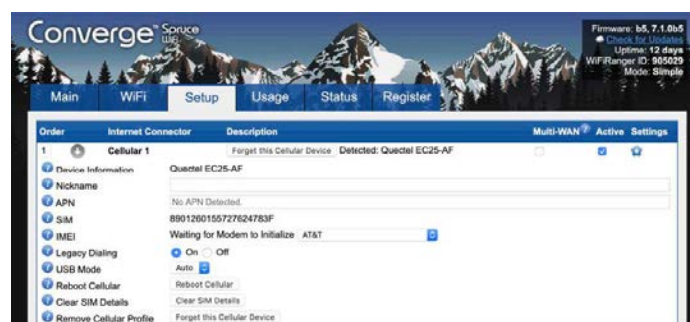 Converge™ Spruce
WiFi
Firmware: b5, 7.1.0b5
Check for Updates
Uptime: 12 days
WiFiRanger ID: 905029
Mode: Simple
Main WiFi Setup Usage Status Register
Order Internet Connector Description Multi-WAN Active Settings
1 Cellular 1 Forget this Cellular Device Detected: Quectel EC25-AF
Device Information Quectel EC25-AF
Nickname
APN No APN Detected.
SIM 8901260155727624783F
IMEI Waiting for Modem to Initialize AT&T
Legacy Dialing On Off
USB Mode Auto
Reboot Cellular Reboot Cellular
Clear SIM Details Clear SIM Details
Remove Cellular Profile Forget this Cellular Device